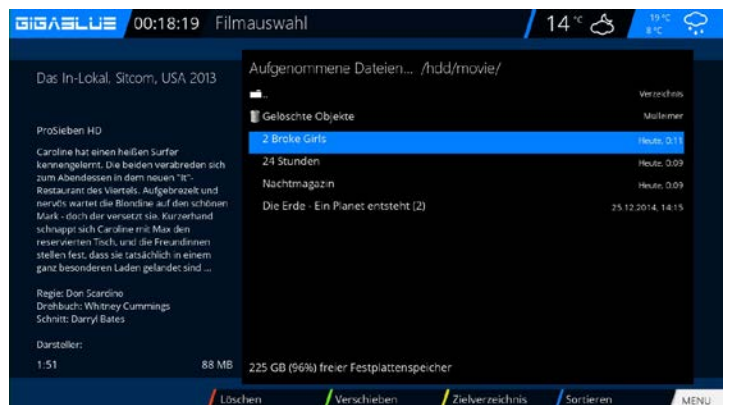 GIGABLUE 00:18:19 Filmauswahl 14 °C 19 °C
8 °C
Das In-Lokal, Sitcom, USA 2013
ProSieben HD
Caroline hat einen heißen Surfer
kennengelernt. Die beiden verabreden sich
zum Abendessen in dem neuen "It"-
Restaurant des Viertels. Aufgebrezelt und
nervös wartet die Blondine auf den schönen
Mark - doch der versetzt sie. Kurzerhand
schnappt sich Caroline mit Max den
reservierten Tisch, und die Freundinnen
stellen fest, dass sie tatsächlich in einem
ganz besonderen Laden gelandet sind ...
Regie: Don Scardino
Drehbuch: Whitney Cummings
Schnitt: Darryl Bates
Darsteller:
1:51 88 MB
Aufgenommene Dateien... /hdd/movie/
.. Verzeichnis
Gelöschte Objekte Mülleimer
2 Broke Girls Heute, 0:11
24 Stunden Heute, 0:09
Nachtmagazin Heute, 0:09
Die Erde - Ein Planet entsteht (2) 25.12.2014, 14:15
225 GB (96%) freier Festplattenspeicher
Löschen Verschieben Zielverzeichnis Sortieren MENU